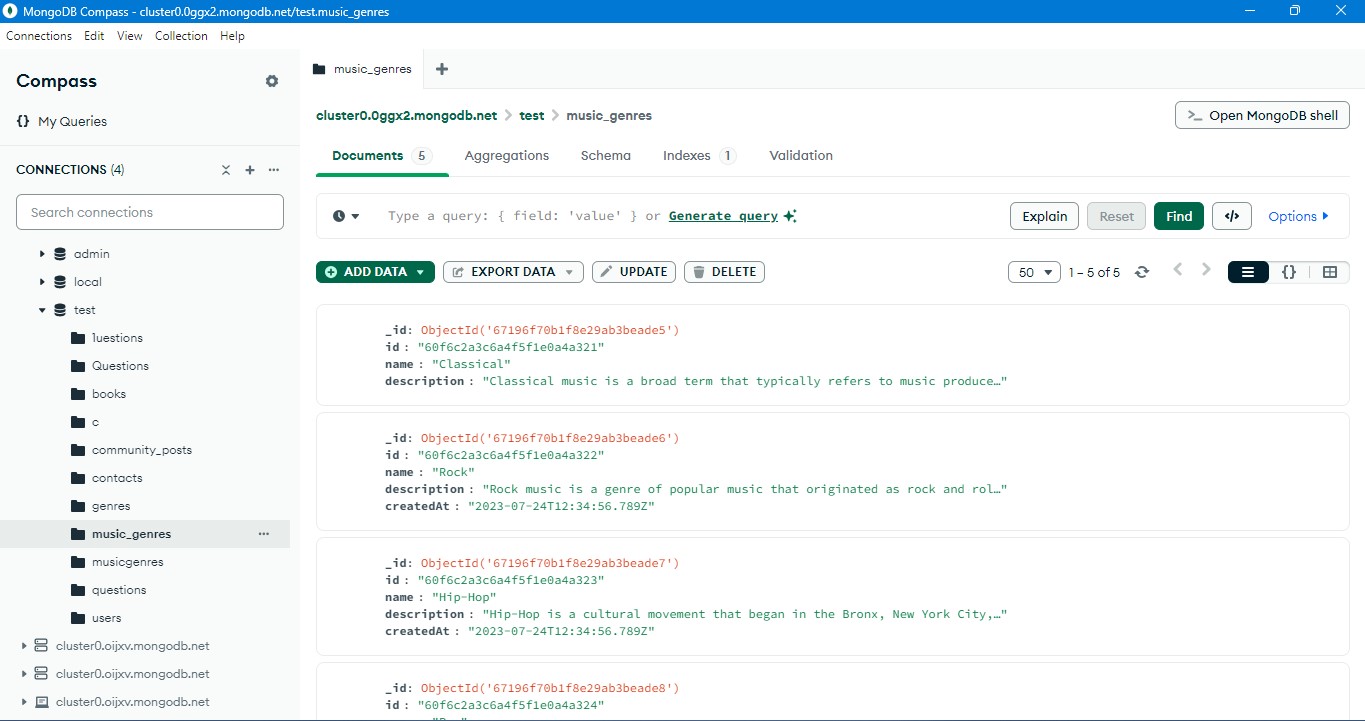 MongoDB Compass - cluster0.0ggx2.mongodb.net/test.music_genres
Connections Edit View Collection Help
Compass
{} My Queries
CONNECTIONS (4)
Search connections
admin
local
test
1uestions
Questions
books
c
community_posts
contacts
genres
music_genres
musicgenres
questions
users
cluster0.oijxv.mongodb.net
cluster0.oijxv.mongodb.net
cluster0.oijxv.mongodb.net
music_genres
cluster0.0ggx2.mongodb.net > test > music_genres
>_ Open MongoDB shell
Documents 5 Aggregations Schema Indexes 1 Validation
Type a query: { field: 'value' } or Generate query
Explain Reset Find </> Options
ADD DATA EXPORT DATA UPDATE DELETE
50 1 – 5 of 5 {}
_id: ObjectId('67196f70b1f8e29ab3beade5')
id : "60f6c2a3c6a4f5f1e0a4a321"
name : "Classical"
description : "Classical music is a broad term that typically refers to music produce…"
_id: ObjectId('67196f70b1f8e29ab3beade6')
id : "60f6c2a3c6a4f5f1e0a4a322"
name : "Rock"
description : "Rock music is a genre of popular music that originated as rock and rol…"
createdAt : "2023-07-24T12:34:56.789Z"
_id: ObjectId('67196f70b1f8e29ab3beade7')
id : "60f6c2a3c6a4f5f1e0a4a323"
name : "Hip-Hop"
description : "Hip-Hop is a cultural movement that began in the Bronx, New York City,…"
createdAt : "2023-07-24T12:34:56.789Z"
_id: ObjectId('67196f70b1f8e29ab3beade8')
id : "60f6c2a3c6a4f5f1e0a4a324"